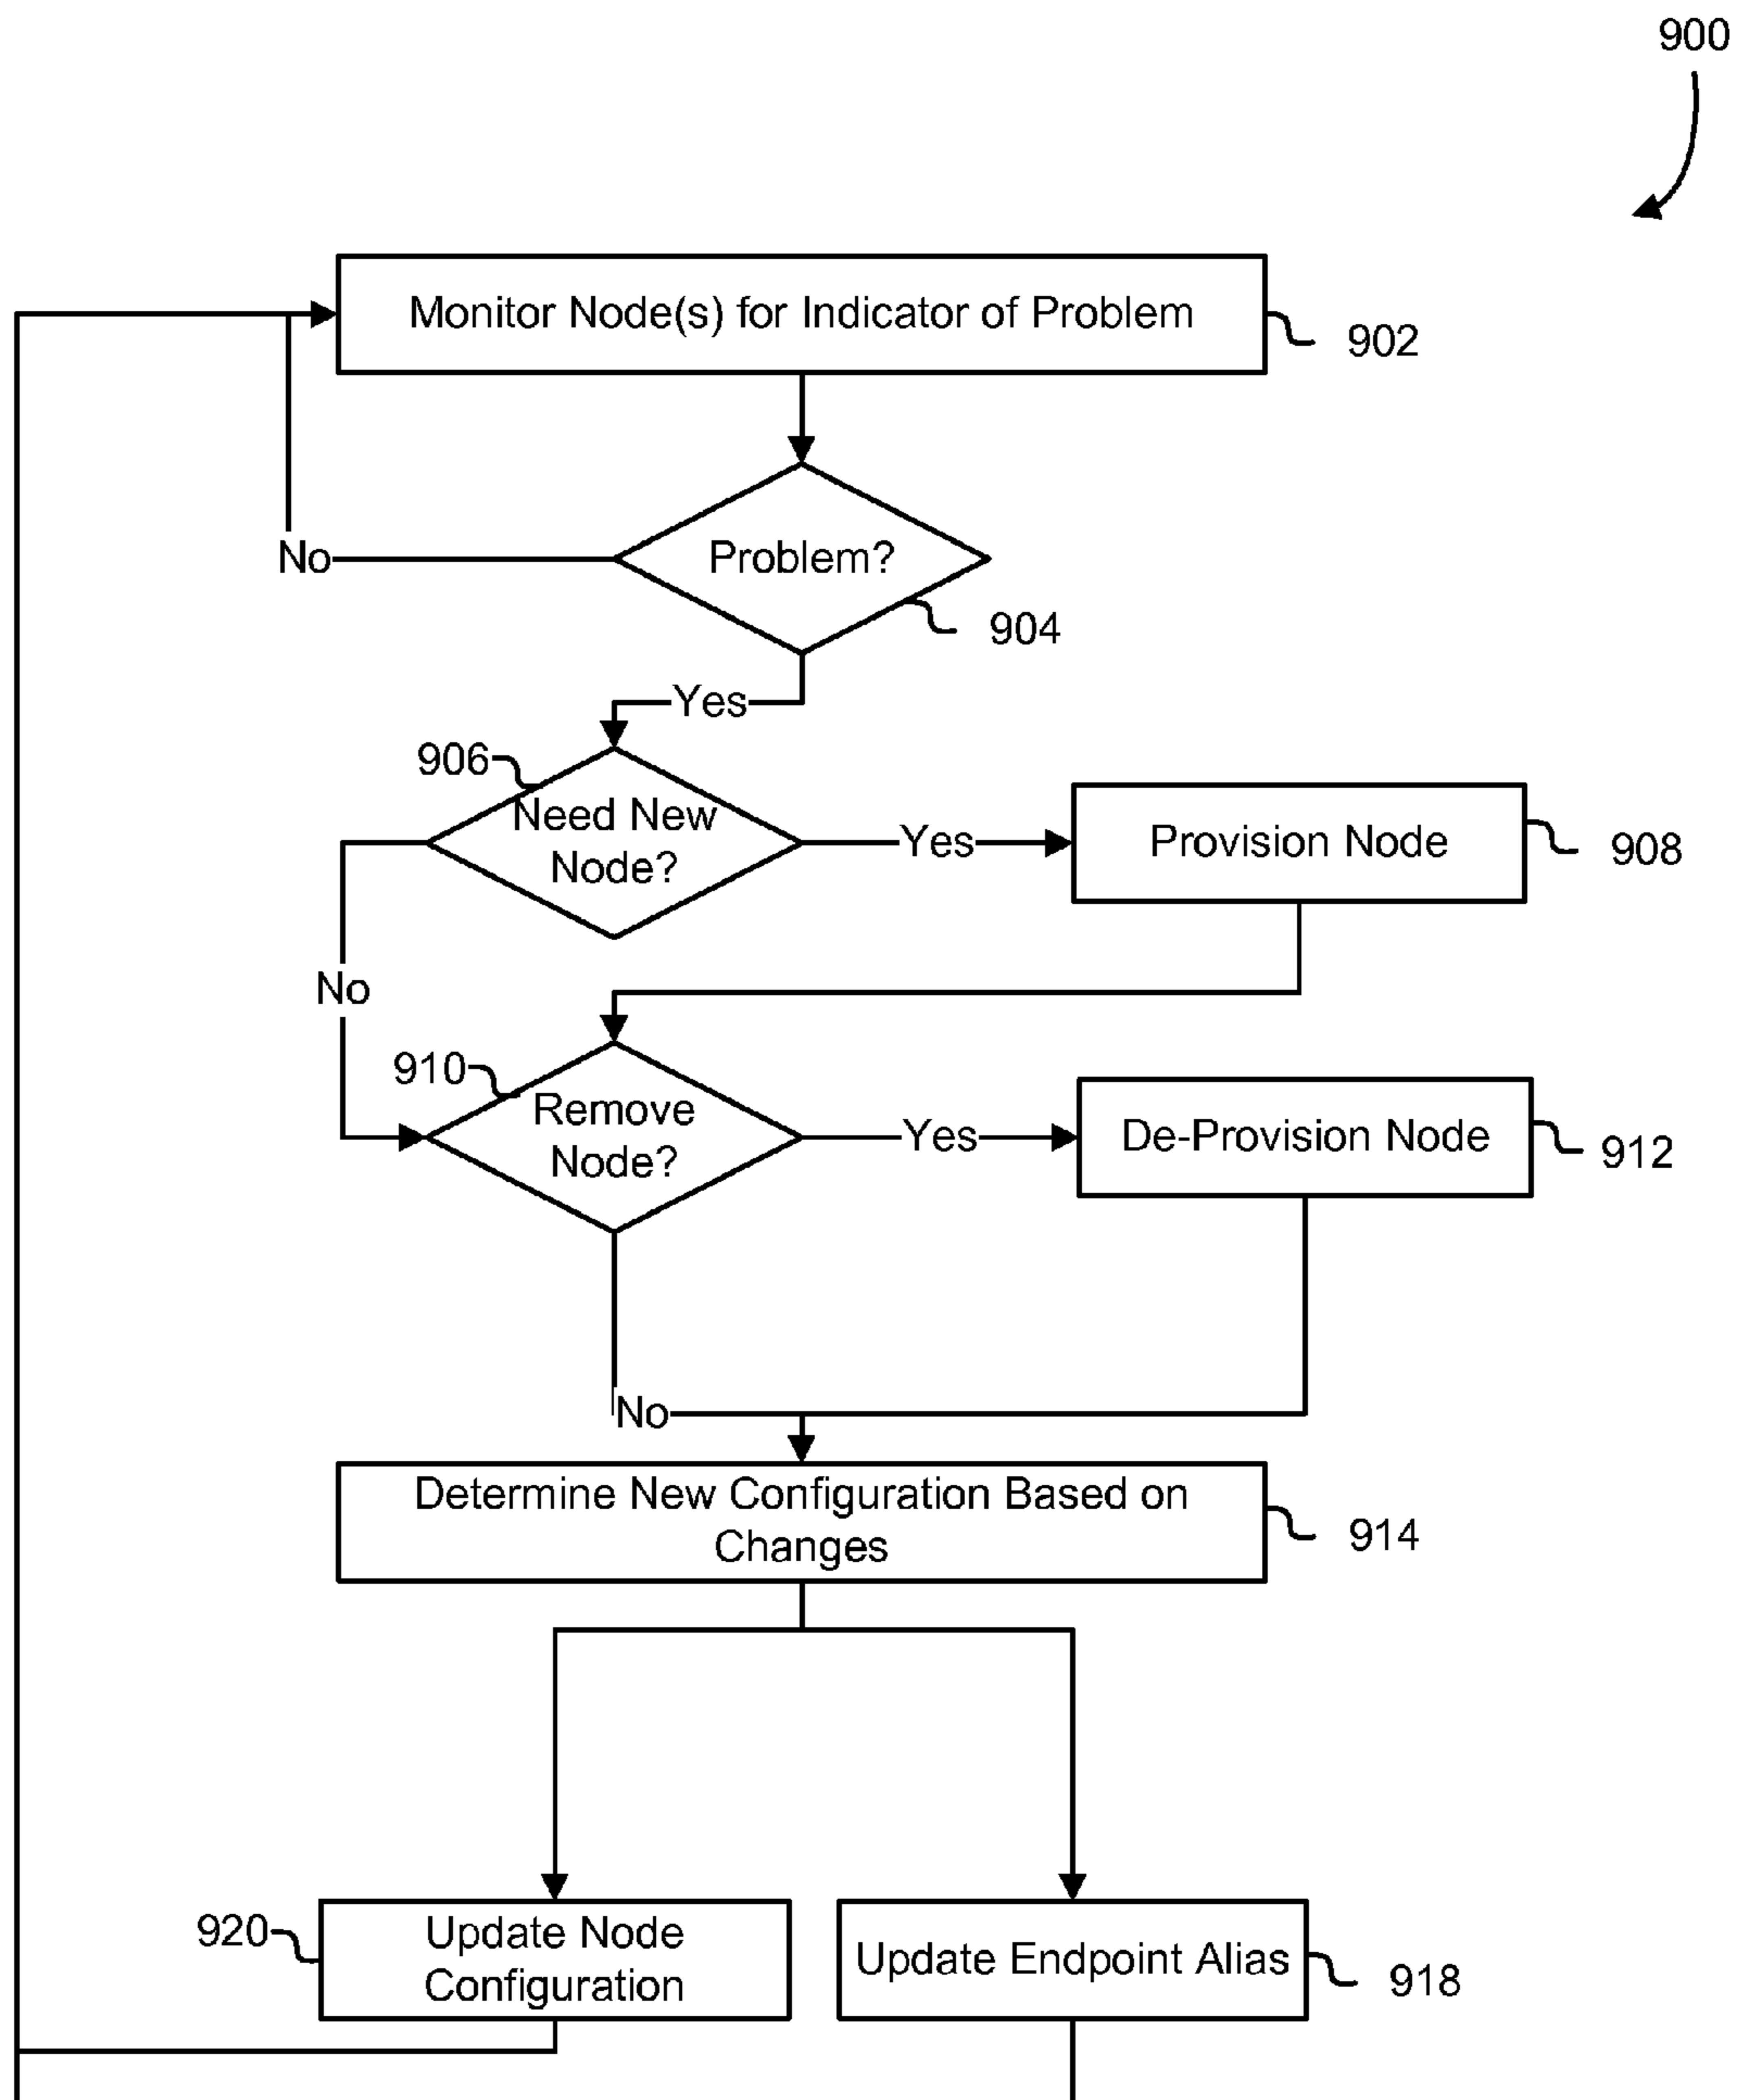 900
Monitor Node(s) for Indicator of Problem
902
Problem?
No
904
Yes
906
Need New
Node?
Yes
Provision Node
908
No
910
Remove
Node?
Yes
De-Provision Node
912
No
Determine New Configuration Based on
Changes
914
920
Update Node
Configuration
Update Endpoint Alias
918